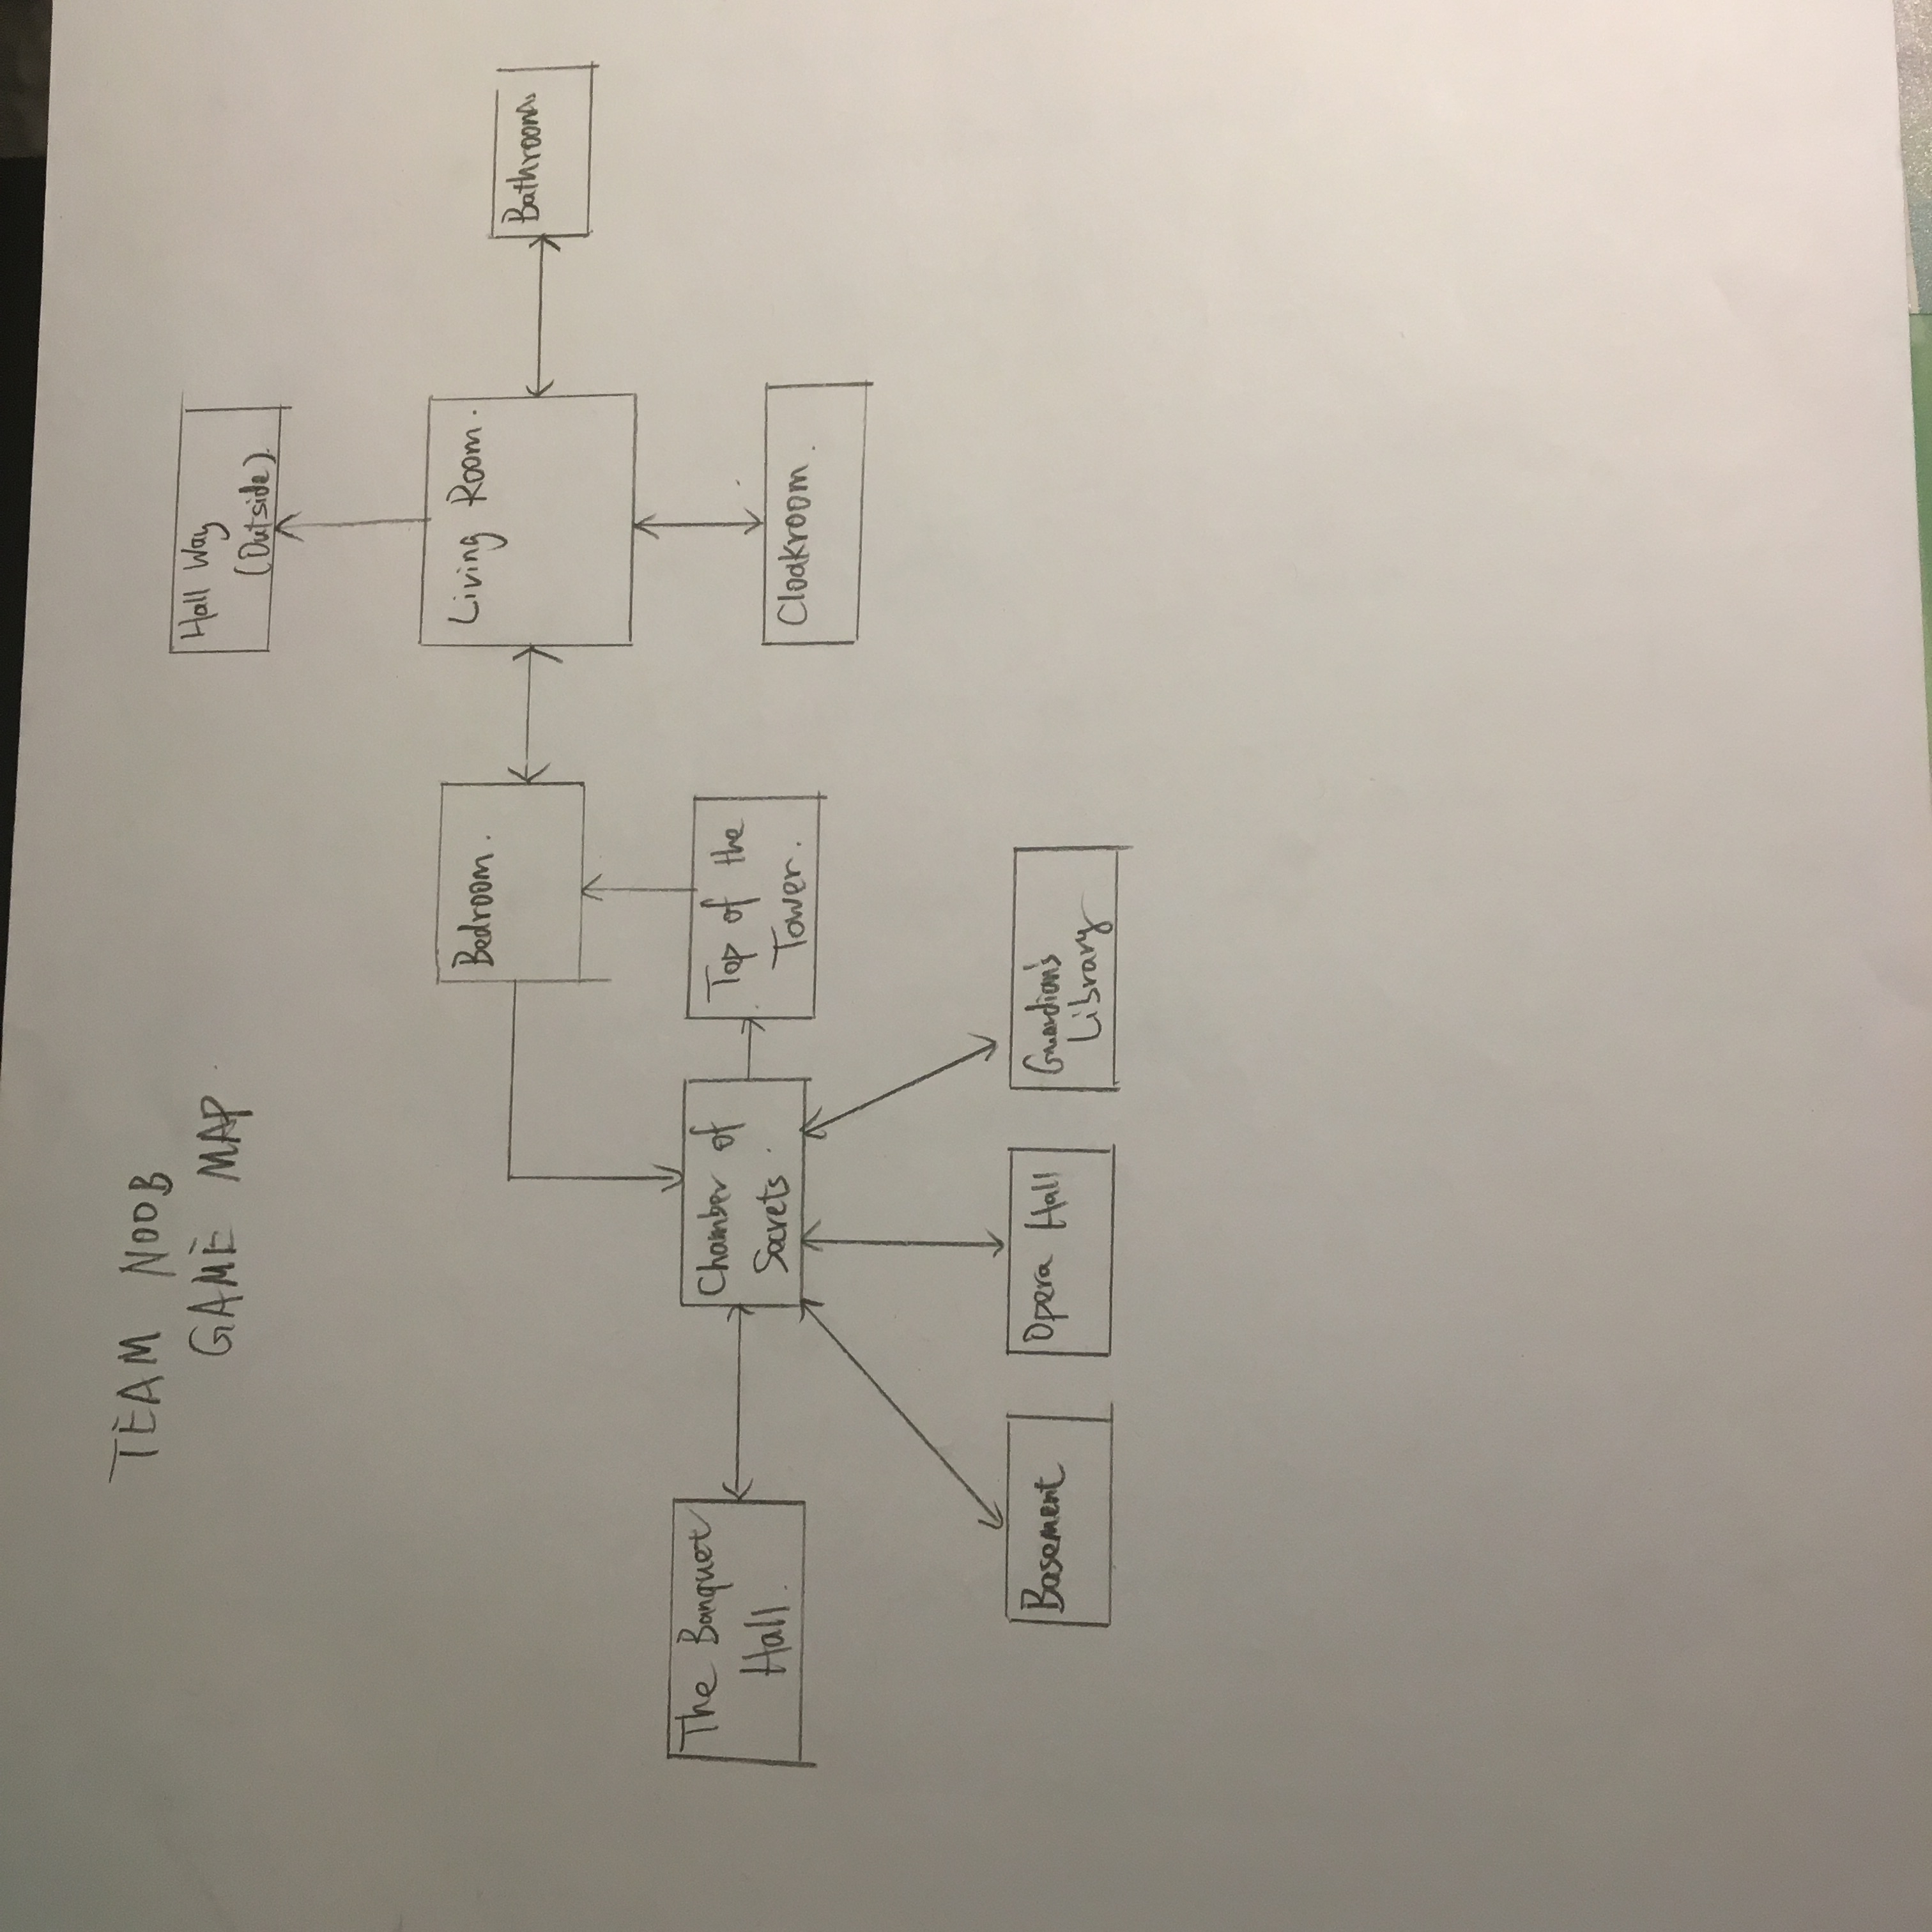 TEAM NOOB
GAME MAP.
Hall Way
(Outside).
Bedroom.
Living Room.
Bathroom.
The Banquet
Hall.
Chamber of
Secrets.
Top of the
Tower.
Cloakroom.
Basement
Opera Hall
Guardian's
Library